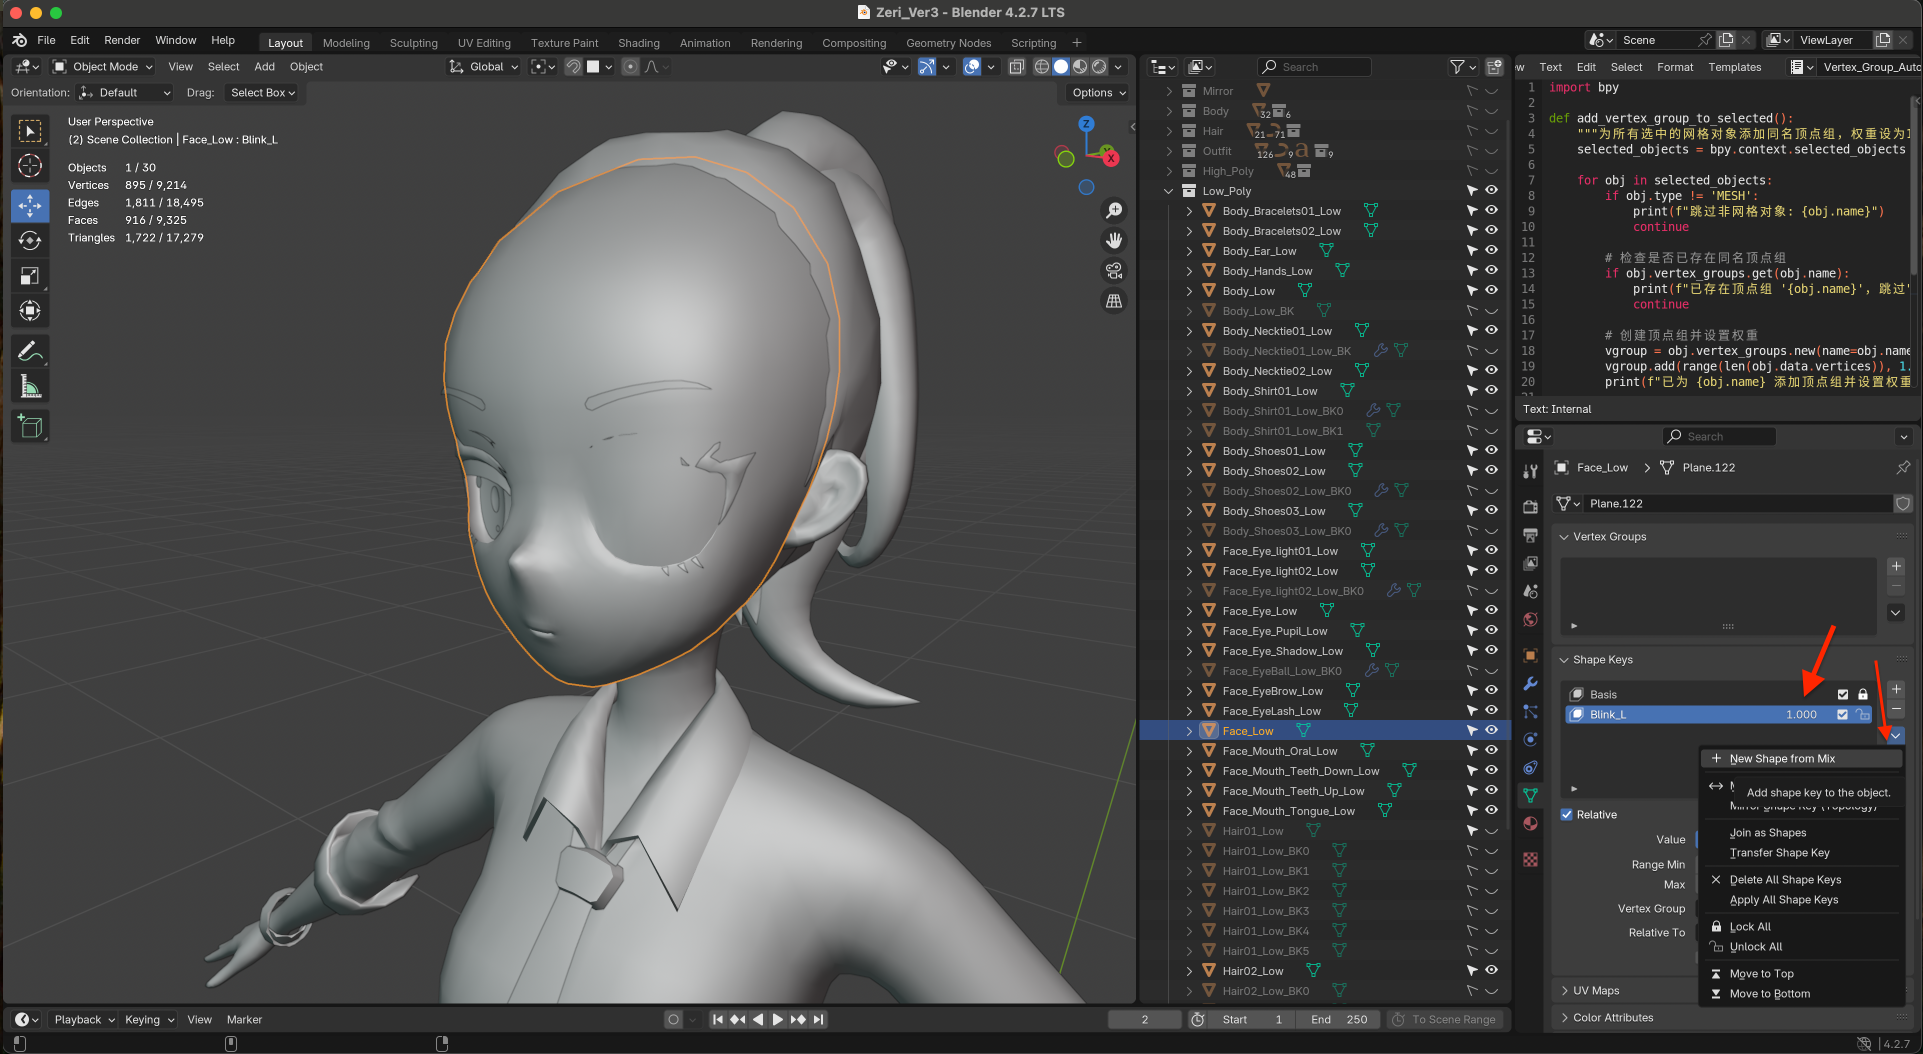 Zeri_Ver3 - Blender 4.2.7 LTS
File Edit Render Window Help
Layout Modeling Sculpting UV Editing Texture Paint Shading Animation Rendering Compositing Geometry Nodes Scripting +
Scene
ViewLayer
Object Mode View Select Add Object
Global
Orientation: Default Drag: Select Box
Options
User Perspective
(2) Scene Collection | Face_Low : Blink_L
Objects 1 / 30
Vertices 895 / 9,214
Edges 1,811 / 18,495
Faces 916 / 9,325
Triangles 1,722 / 17,279
Z
X
Search
Mirror
Body 32 6
Hair 21 71
Outfit 126 9 9
High_Poly 48
Low_Poly
Body_Bracelets01_Low
Body_Bracelets02_Low
Body_Ear_Low
Body_Hands_Low
Body_Low
Body_Low_BK
Body_Necktie01_Low
Body_Necktie01_Low_BK
Body_Necktie02_Low
Body_Shirt01_Low
Body_Shirt01_Low_BK0
Body_Shirt01_Low_BK1
Body_Shoes01_Low
Body_Shoes02_Low
Body_Shoes02_Low_BK0
Body_Shoes03_Low
Body_Shoes03_Low_BK0
Face_Eye_light01_Low
Face_Eye_light02_Low
Face_Eye_light02_Low_BK0
Face_Eye_Low
Face_Eye_Pupil_Low
Face_Eye_Shadow_Low
Face_EyeBall_Low_BK0
Face_EyeBrow_Low
Face_EyeLash_Low
Face_Low
Face_Mouth_Oral_Low
Face_Mouth_Teeth_Down_Low
Face_Mouth_Teeth_Up_Low
Face_Mouth_Tongue_Low
Hair01_Low
Hair01_Low_BK0
Hair01_Low_BK1
Hair01_Low_BK2
Hair01_Low_BK3
Hair01_Low_BK4
Hair01_Low_BK5
Hair02_Low
Hair02_Low_BK0
Text Edit Select Format Templates Vertex_Group_Auto
1 import bpy
2
3 def add_vertex_group_to_selected():
4 """为所有选中的网格对象添加同名顶点组，权重设为1
5 selected_objects = bpy.context.selected_objects
6
7 for obj in selected_objects:
8 if obj.type != 'MESH':
9 print(f"跳过非网格对象: {obj.name}")
10 continue
11
12 # 检查是否已存在同名顶点组
13 if obj.vertex_groups.get(obj.name):
14 print(f"已存在顶点组 '{obj.name}'，跳过'
15 continue
16
17 # 创建顶点组并设置权重
18 vgroup = obj.vertex_groups.new(name=obj.name
19 vgroup.add(range(len(obj.data.vertices)), 1.
20 print(f"已为 {obj.name} 添加顶点组并设置权重
Text: Internal
Search
Face_Low > Plane.122
Plane.122
Vertex Groups
Shape Keys
Basis
Blink_L 1.000
New Shape from Mix
Add shape key to the object.
Mirror Shape Key (Topology)
Join as Shapes
Transfer Shape Key
Delete All Shape Keys
Apply All Shape Keys
Lock All
Unlock All
Move to Top
Move to Bottom
Relative
Value
Range Min
Max
Vertex Group
Relative To
UV Maps
Color Attributes
Playback Keying View Marker
2 Start 1 End 250 To Scene Range
4.2.7